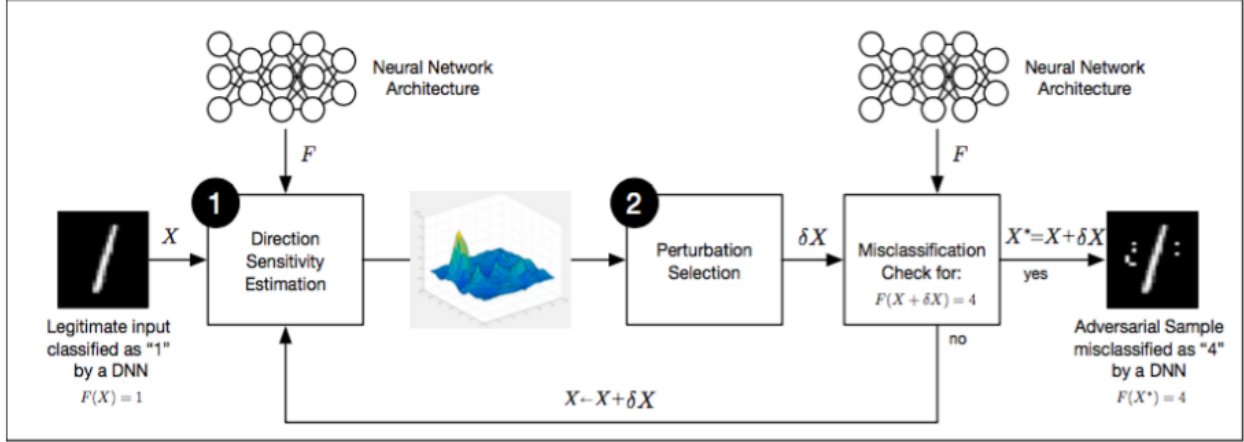 Neural Network
Architecture
F
Neural Network
Architecture
F
1
2
X
Direction
Sensitivity
Estimation
Perturbation
Selection
δX
Misclassification
Check for:
F(X + δX) = 4
X*=X+δX
yes
no
Legitimate input
classified as "1"
by a DNN
F(X) = 1
Adversarial Sample
misclassified as "4"
by a DNN
F(X*) = 4
X←X+δX